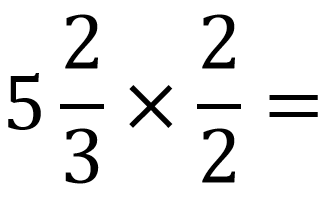 5 2/3 × 2/2 =